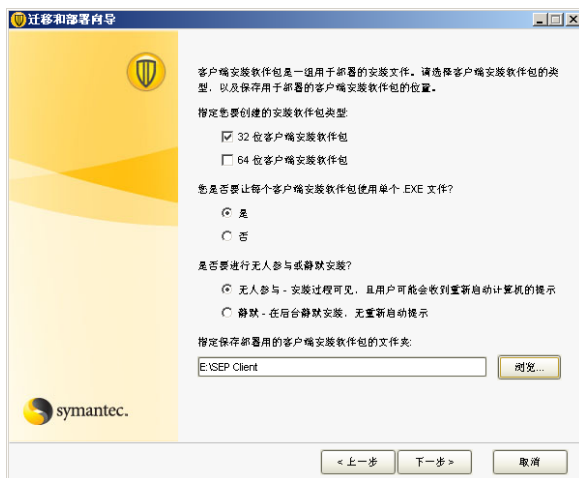 迁移和部署向导
客户端安装软件包是一组用于部署的安装文件。请选择客户端安装软件包的类
型，以及保存用于部署的客户端安装软件包的位置。
指定您要创建的安装软件包类型:
32 位客户端安装软件包
64 位客户端安装软件包
您是否要让每个客户端安装软件包使用单个 .EXE 文件?
是
否
是否要进行无人参与或静默安装?
无人参与 - 安装过程可见，且用户可能会收到重新启动计算机的提示
静默 - 在后台静默安装，无重新启动提示
指定保存部署用的客户端安装软件包的文件夹:
E:\SEP Client
浏览...
symantec.
< 上一步
下一步 >
取消